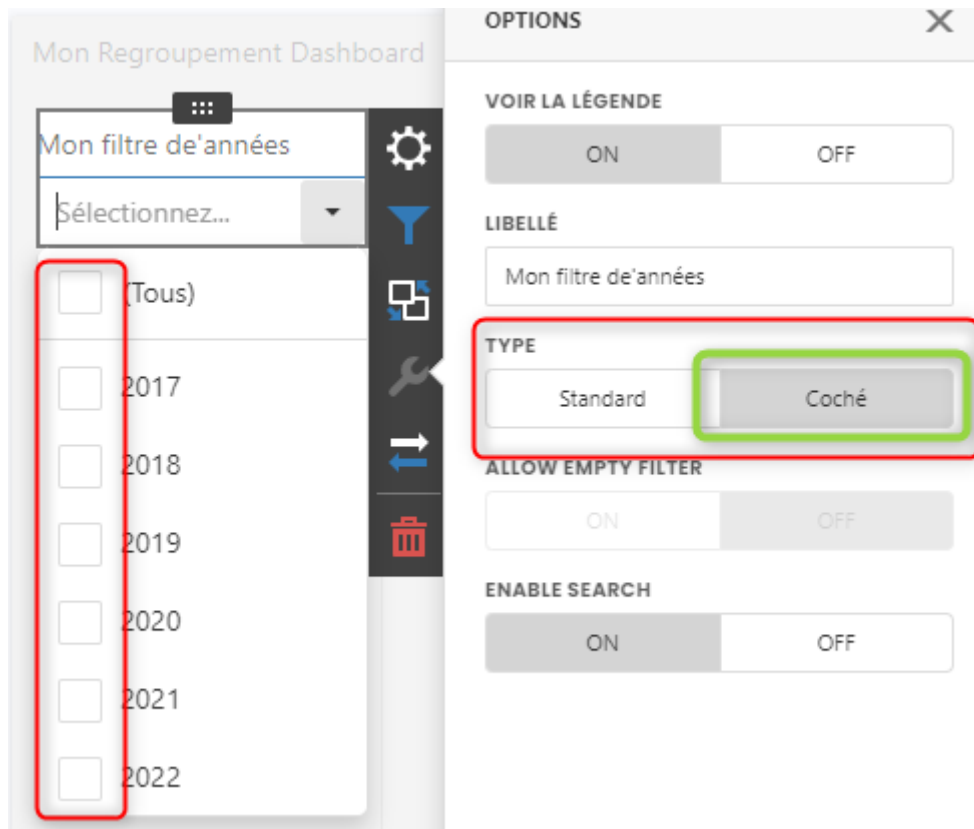 Mon Regroupement Dashboard
Mon filtre de'années
Sélectionnez...
(Tous)
2017
2018
2019
2020
2021
2022
OPTIONS
VOIR LA LÉGENDE
ON OFF
LIBELLÉ
Mon filtre de'années
TYPE
Standard Coché
ALLOW EMPTY FILTER
ON OFF
ENABLE SEARCH
ON OFF